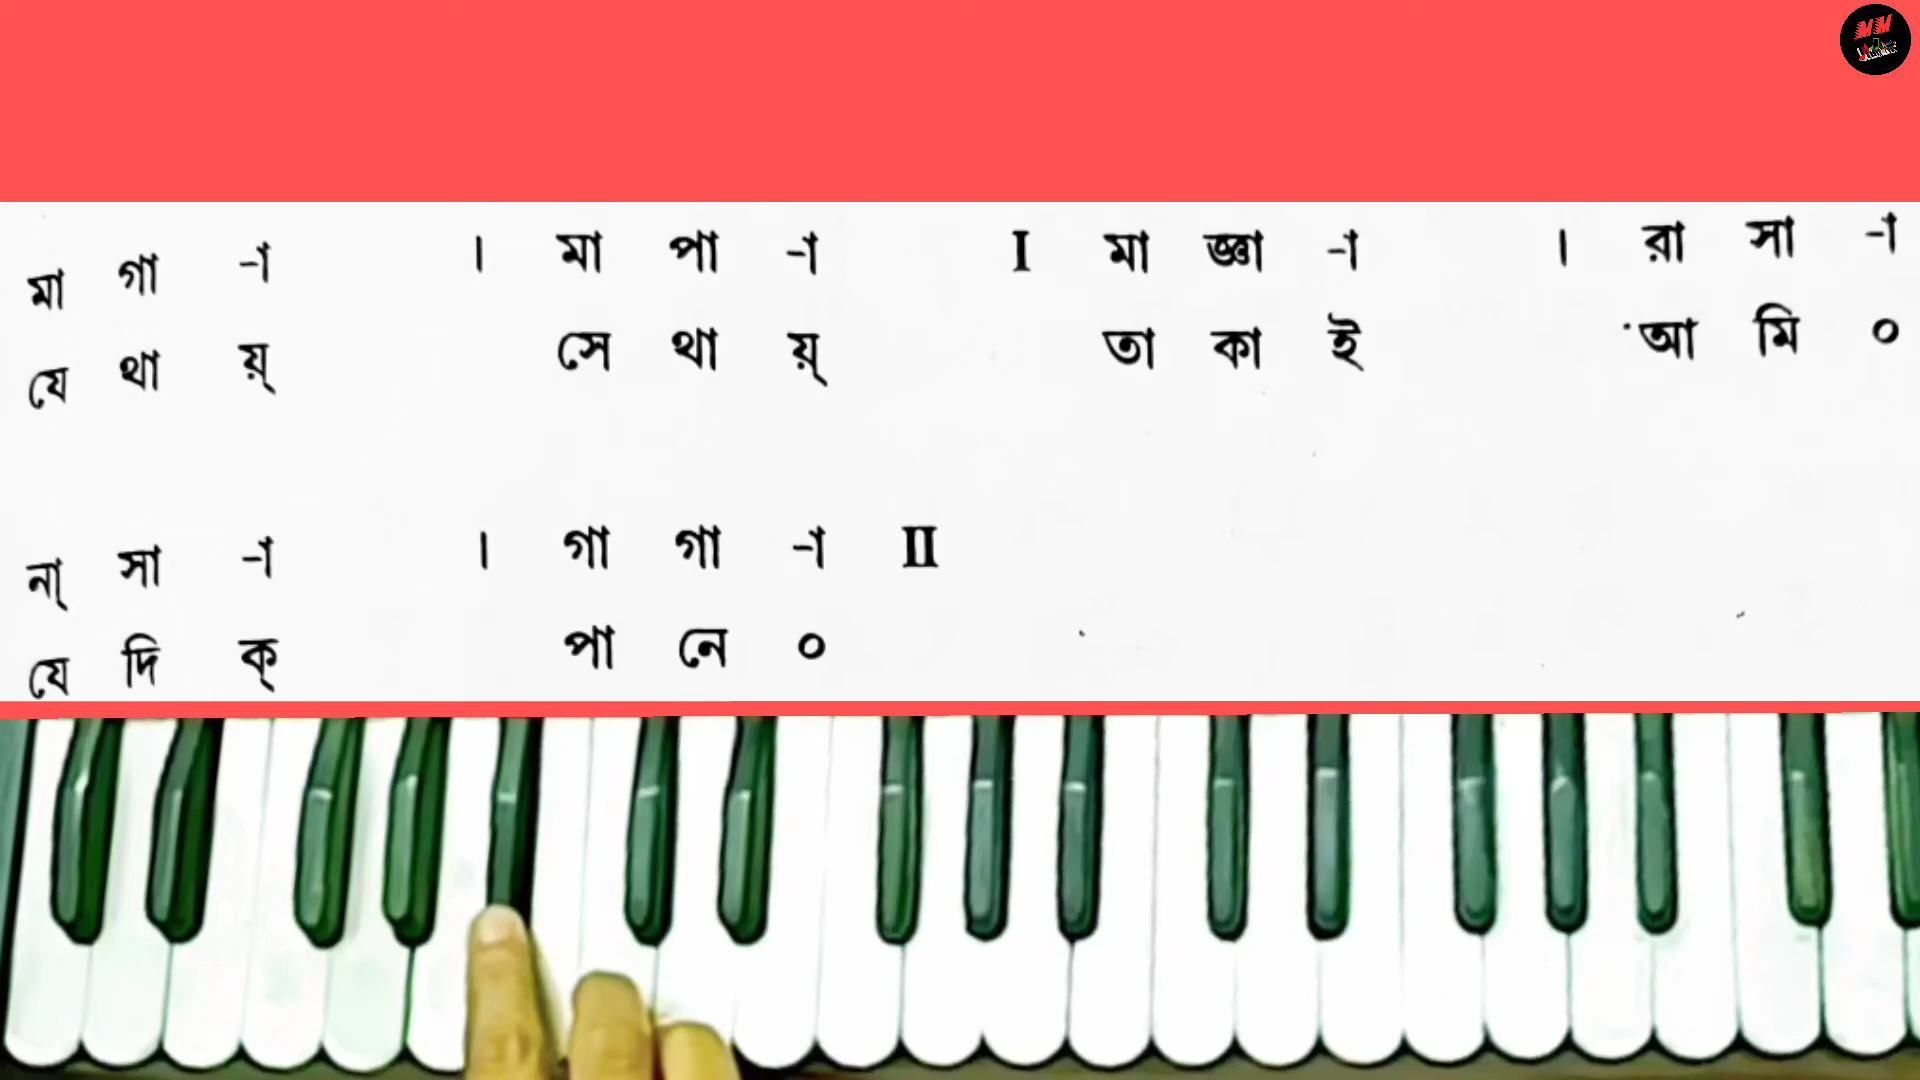 মা গা -া । মা পা -া I মা জ্ঞা -া । রা সা -া
যে থা য়্ সে থা য়্ তা কা ই আ মি ০
না্ সা -া । গা গা -া II
যে দি ক্ পা নে ০